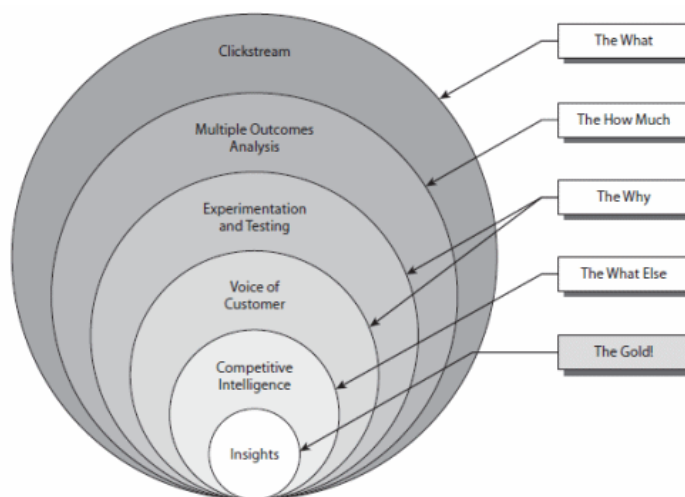 Clickstream
The What
Multiple Outcomes
Analysis
The How Much
Experimentation
and Testing
The Why
Voice of
Customer
The What Else
Competitive
Intelligence
The Gold!
Insights